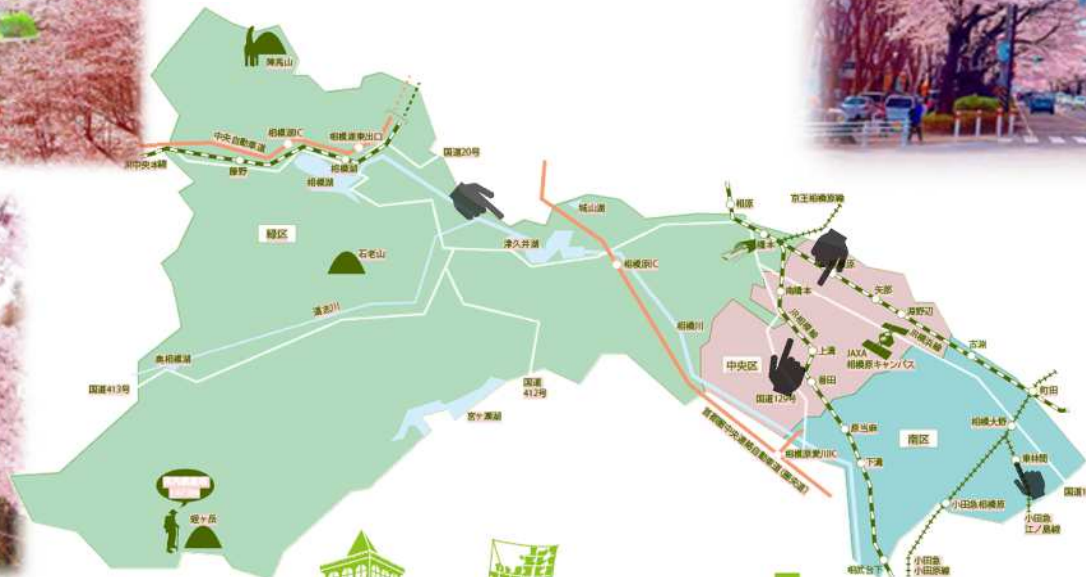 陣馬山
中央自動車道
相模湖IC
相模湖東出口
国道20号
藤野
相模湖
相模湖
緑区
石老山
道志川
奥相模湖
国道413号
津久井湖
城山湖
相模原IC
相模川
国道
412号
宮ヶ瀬湖
蛭ヶ岳
相原
京王相模原線
橋本
南橋本
矢部
淵野辺
JR横浜線
JR相模線
上溝
JAXA
相模原キャンパス
中央区
番田
国道129号
古淵
町田
原当麻
南区
相模大野
首都圏中央連絡自動車道(圏央道)
相模原愛川IC
下溝
東林間
小田急相模原
小田急
江ノ島線
小田急
小田原線
相武台下